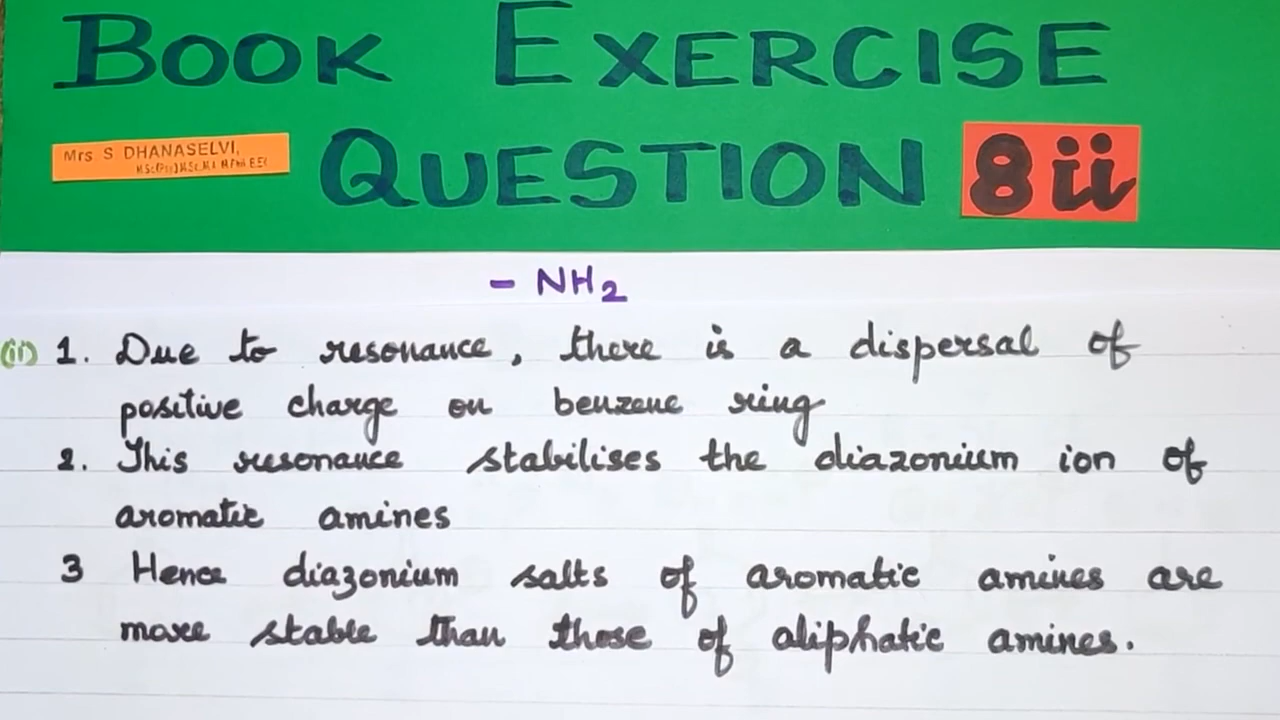 BOOK EXERCISE
Mrs S DHANASELVI,
QUESTION 8 ii
- NH2
(ii) 1. Due to resonance, there is a dispersal of
positive charge on benzene ring
2. This resonance stabilises the diazonium ion of
aromatic amines
3 Hence diazonium salts of aromatic amines are
more stable than those of aliphatic amines.